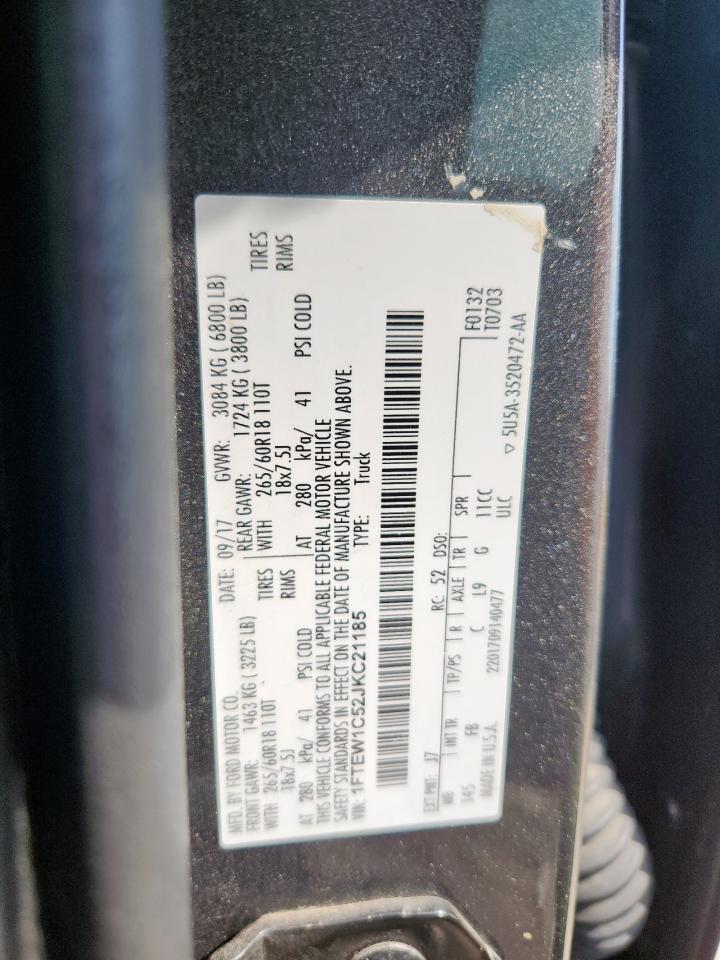 MFD. BY FORD MOTOR CO. DATE: 09/17 GVWR: 3084 KG ( 6800 LB)
FRONT GAWR: 1463 KG ( 3225 LB) REAR GAWR: 1724 KG ( 3800 LB)
WITH 265/60R18 110T TIRES WITH 265/60R18 110T TIRES
18x7.5J RIMS 18x7.5J RIMS
AT 280 kPa/ 41 PSI COLD AT 280 kPa/ 41 PSI COLD
THIS VEHICLE CONFORMS TO ALL APPLICABLE FEDERAL MOTOR VEHICLE
SAFETY STANDARDS IN EFFECT ON THE DATE OF MANUFACTURE SHOWN ABOVE.
VIN: 1FTEW1C52JKC21185 TYPE: Truck
EXT PNT: J7 RC: 52 DSO:
WB INT TR TP/PS R AXLE TR SPR F0132
145 FB C L9 G 11CC T0703
MADE IN U.S.A. 2201709140477 ULC
5U5A-3520472-AA